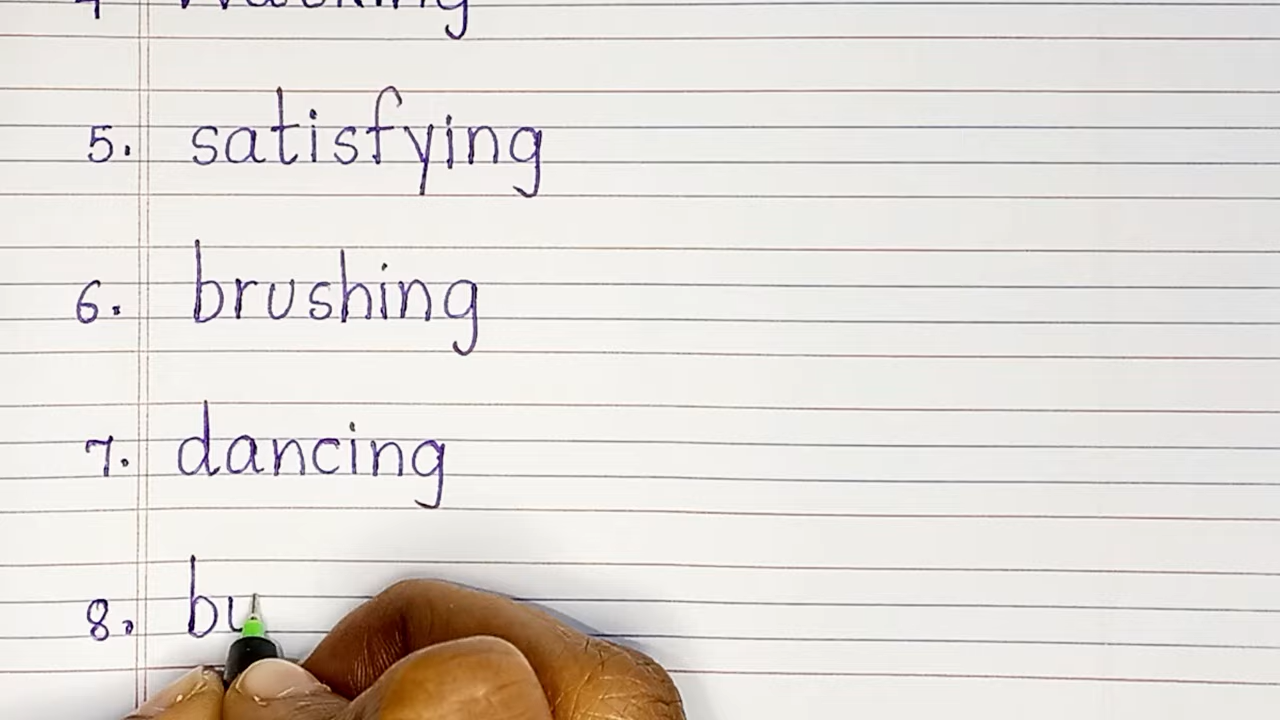 5. satisfying
6. brushing
7. dancing
8. bu